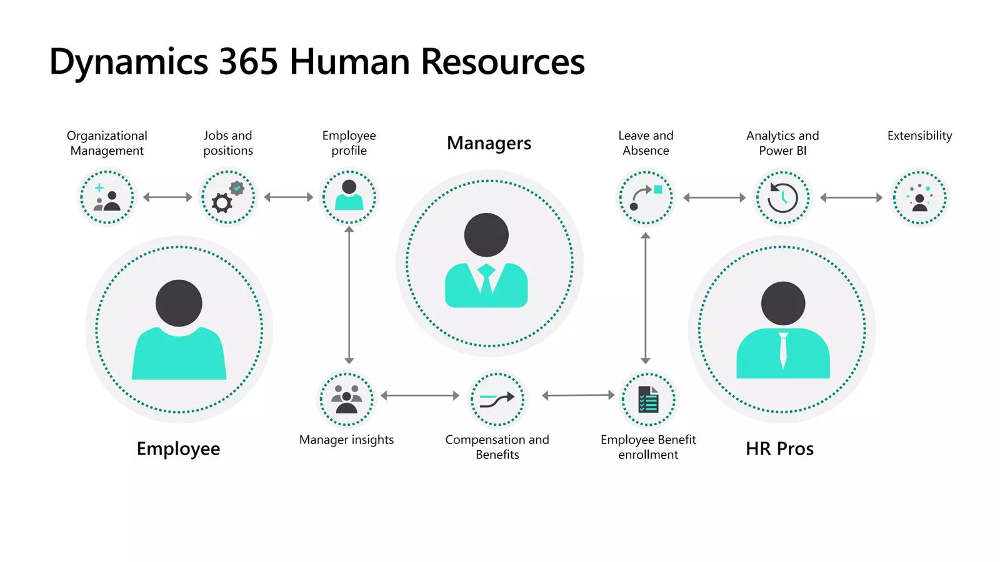 Dynamics 365 Human Resources
Organizational
Management
Jobs and
positions
Employee
profile
Managers
Leave and
Absence
Analytics and
Power BI
Extensibility
Employee
Manager insights
Compensation and
Benefits
Employee Benefit
enrollment
HR Pros